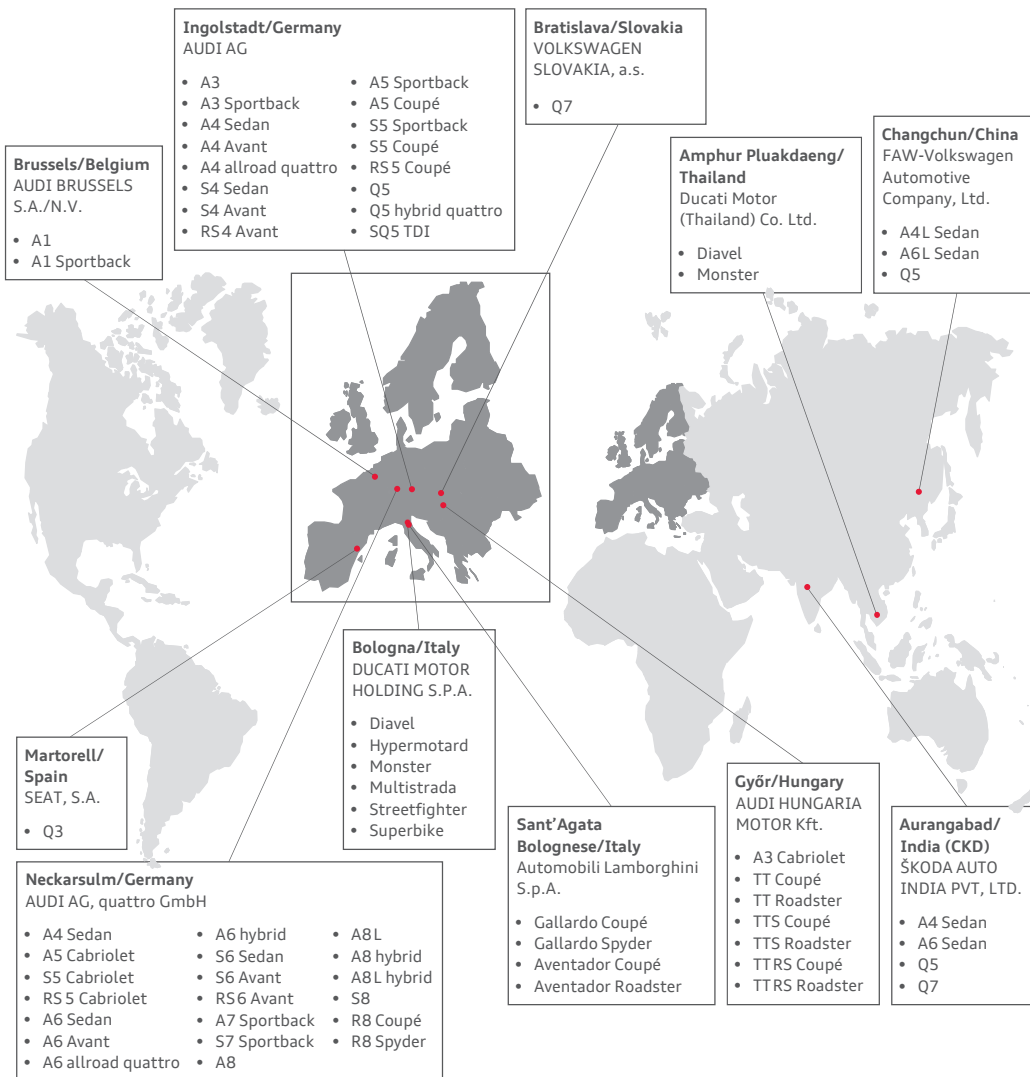 Ingolstadt/Germany
AUDI AG
• A3
• A3 Sportback
• A4 Sedan
• A4 Avant
• A4 allroad quattro
• S4 Sedan
• S4 Avant
• RS 4 Avant
• A5 Sportback
• A5 Coupé
• S5 Sportback
• S5 Coupé
• RS 5 Coupé
• Q5
• Q5 hybrid quattro
• SQ5 TDI
Bratislava/Slovakia
VOLKSWAGEN
SLOVAKIA, a.s.
• Q7
Brussels/Belgium
AUDI BRUSSELS
S.A./N.V.
• A1
• A1 Sportback
Amphur Pluakdaeng/
Thailand
Ducati Motor
(Thailand) Co. Ltd.
• Diavel
• Monster
Changchun/China
FAW-Volkswagen
Automotive
Company, Ltd.
• A4L Sedan
• A6L Sedan
• Q5
Martorell/
Spain
SEAT, S.A.
• Q3
Bologna/Italy
DUCATI MOTOR
HOLDING S.P.A.
• Diavel
• Hypermotard
• Monster
• Multistrada
• Streetfighter
• Superbike
Sant’Agata
Bolognese/Italy
Automobili Lamborghini
S.p.A.
• Gallardo Coupé
• Gallardo Spyder
• Aventador Coupé
• Aventador Roadster
Győr/Hungary
AUDI HUNGARIA
MOTOR Kft.
• A3 Cabriolet
• TT Coupé
• TT Roadster
• TTS Coupé
• TTS Roadster
• TT RS Coupé
• TT RS Roadster
Aurangabad/
India (CKD)
ŠKODA AUTO
INDIA PVT, LTD.
• A4 Sedan
• A6 Sedan
• Q5
• Q7
Neckarsulm/Germany
AUDI AG, quattro GmbH
• A4 Sedan
• A5 Cabriolet
• S5 Cabriolet
• RS 5 Cabriolet
• A6 Sedan
• A6 Avant
• A6 allroad quattro
• A6 hybrid
• S6 Sedan
• S6 Avant
• RS 6 Avant
• A7 Sportback
• S7 Sportback
• A8
• A8 L
• A8 hybrid
• A8 L hybrid
• S8
• R8 Coupé
• R8 Spyder